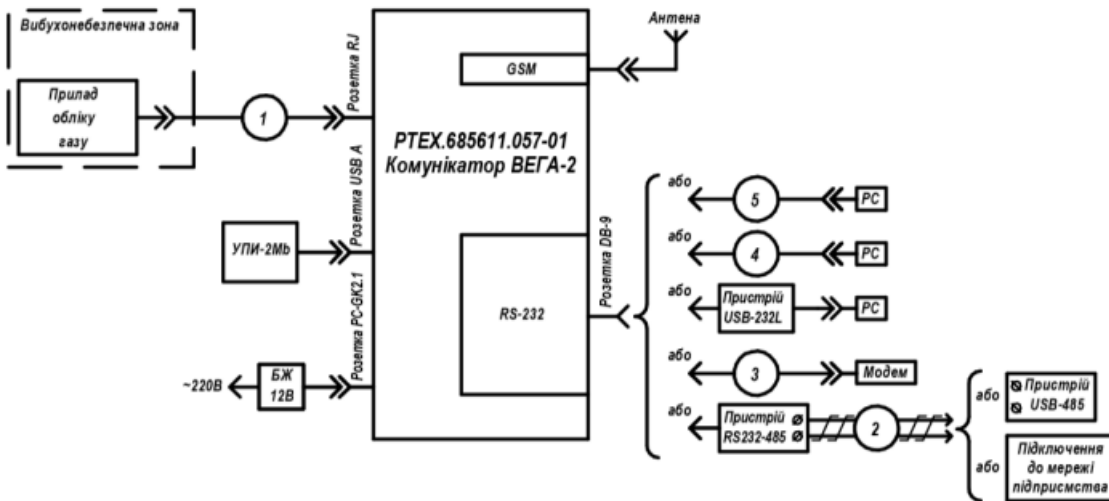 Вибухонебезпечна зона
Прилад
обліку
газу
1
Розетка RJ
Розетка USB A
Розетка PC-GK2.1
УПИ-2Mb
~220В
БЖ
12В
GSM
Антена
РТЕХ.685611.057-01
Комунікатор ВЕГА-2
RS-232
Розетка DB-9
або
5
PC
або
4
PC
або
Пристрій
USB-232L
PC
або
3
Модем
або
Пристрій
RS232-485
2
або
Пристрій
USB-485
або
Підключення
до мережі
підприємства